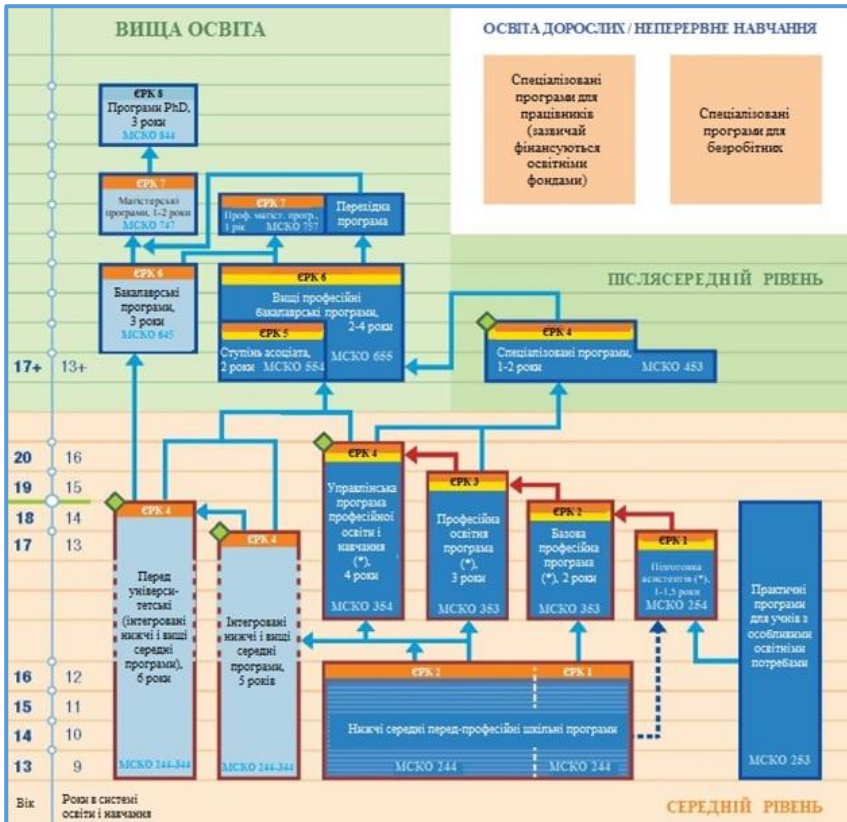 ВИЩА ОСВІТА
ОСВІТА ДОРОСЛИХ / НЕПЕРЕРВНЕ НАВЧАННЯ
Спеціалізовані
програми для
працівників
(зазвичай
фінансуються
освітніми
фондами)
Спеціалізовані
програми для
безробітних
ЄРК 8
Програми PhD,
3 роки
МСКО 844
ЄРК 7
Магістерські
програми, 1-2 роки
МСКО 747
ЄРК 7
Проф. магіст. прогр.,
1 рік МСКО 757
Перехідна
програма
ЄРК 6
Бакалаврські
програми,
3 роки
МСКО 645
ЄРК 6
Вищі професійні
бакалаврські програми,
2-4 роки
МСКО 655
ЄРК 5
Ступінь асоціата,
2 роки МСКО 554
ПІСЛЯСЕРЕДНІЙ РІВЕНЬ
ЄРК 4
Спеціалізовані програми,
1-2 роки
МСКО 453
17+ 13+
20 16
19 15
18 14
17 13
16 12
15 11
14 10
13 9
Вік
Роки в системі
освіти і навчання
ЄРК 4
Перед
універси-
тетські
(інтегровані
нижчі і вищі
середні
програми),
6 роки
МСКО 244-344
ЄРК 4
Інтегровані
нижчі і вищі
середні
програми,
5 років
МСКО 244-344
ЄРК 4
Управлінська
програма
професійної
освіти і
навчання
(*),
4 роки
МСКО 354
ЄРК 3
Професійна
освітня
програма
(*),
3 роки
МСКО 353
ЄРК 2
Базова
професійна
програма
(*), 2 роки
МСКО 353
ЄРК 1
Підготовка
асистентів (*),
1-1,5 роки
МСКО 254
Практичні
програми
для учнів з
особливими
освітніми
потребами
МСКО 253
ЄРК 2
ЄРК 1
Нижчі середні перед-професійні шкільні програми
МСКО 244
МСКО 244
СЕРЕДНІЙ РІВЕНЬ